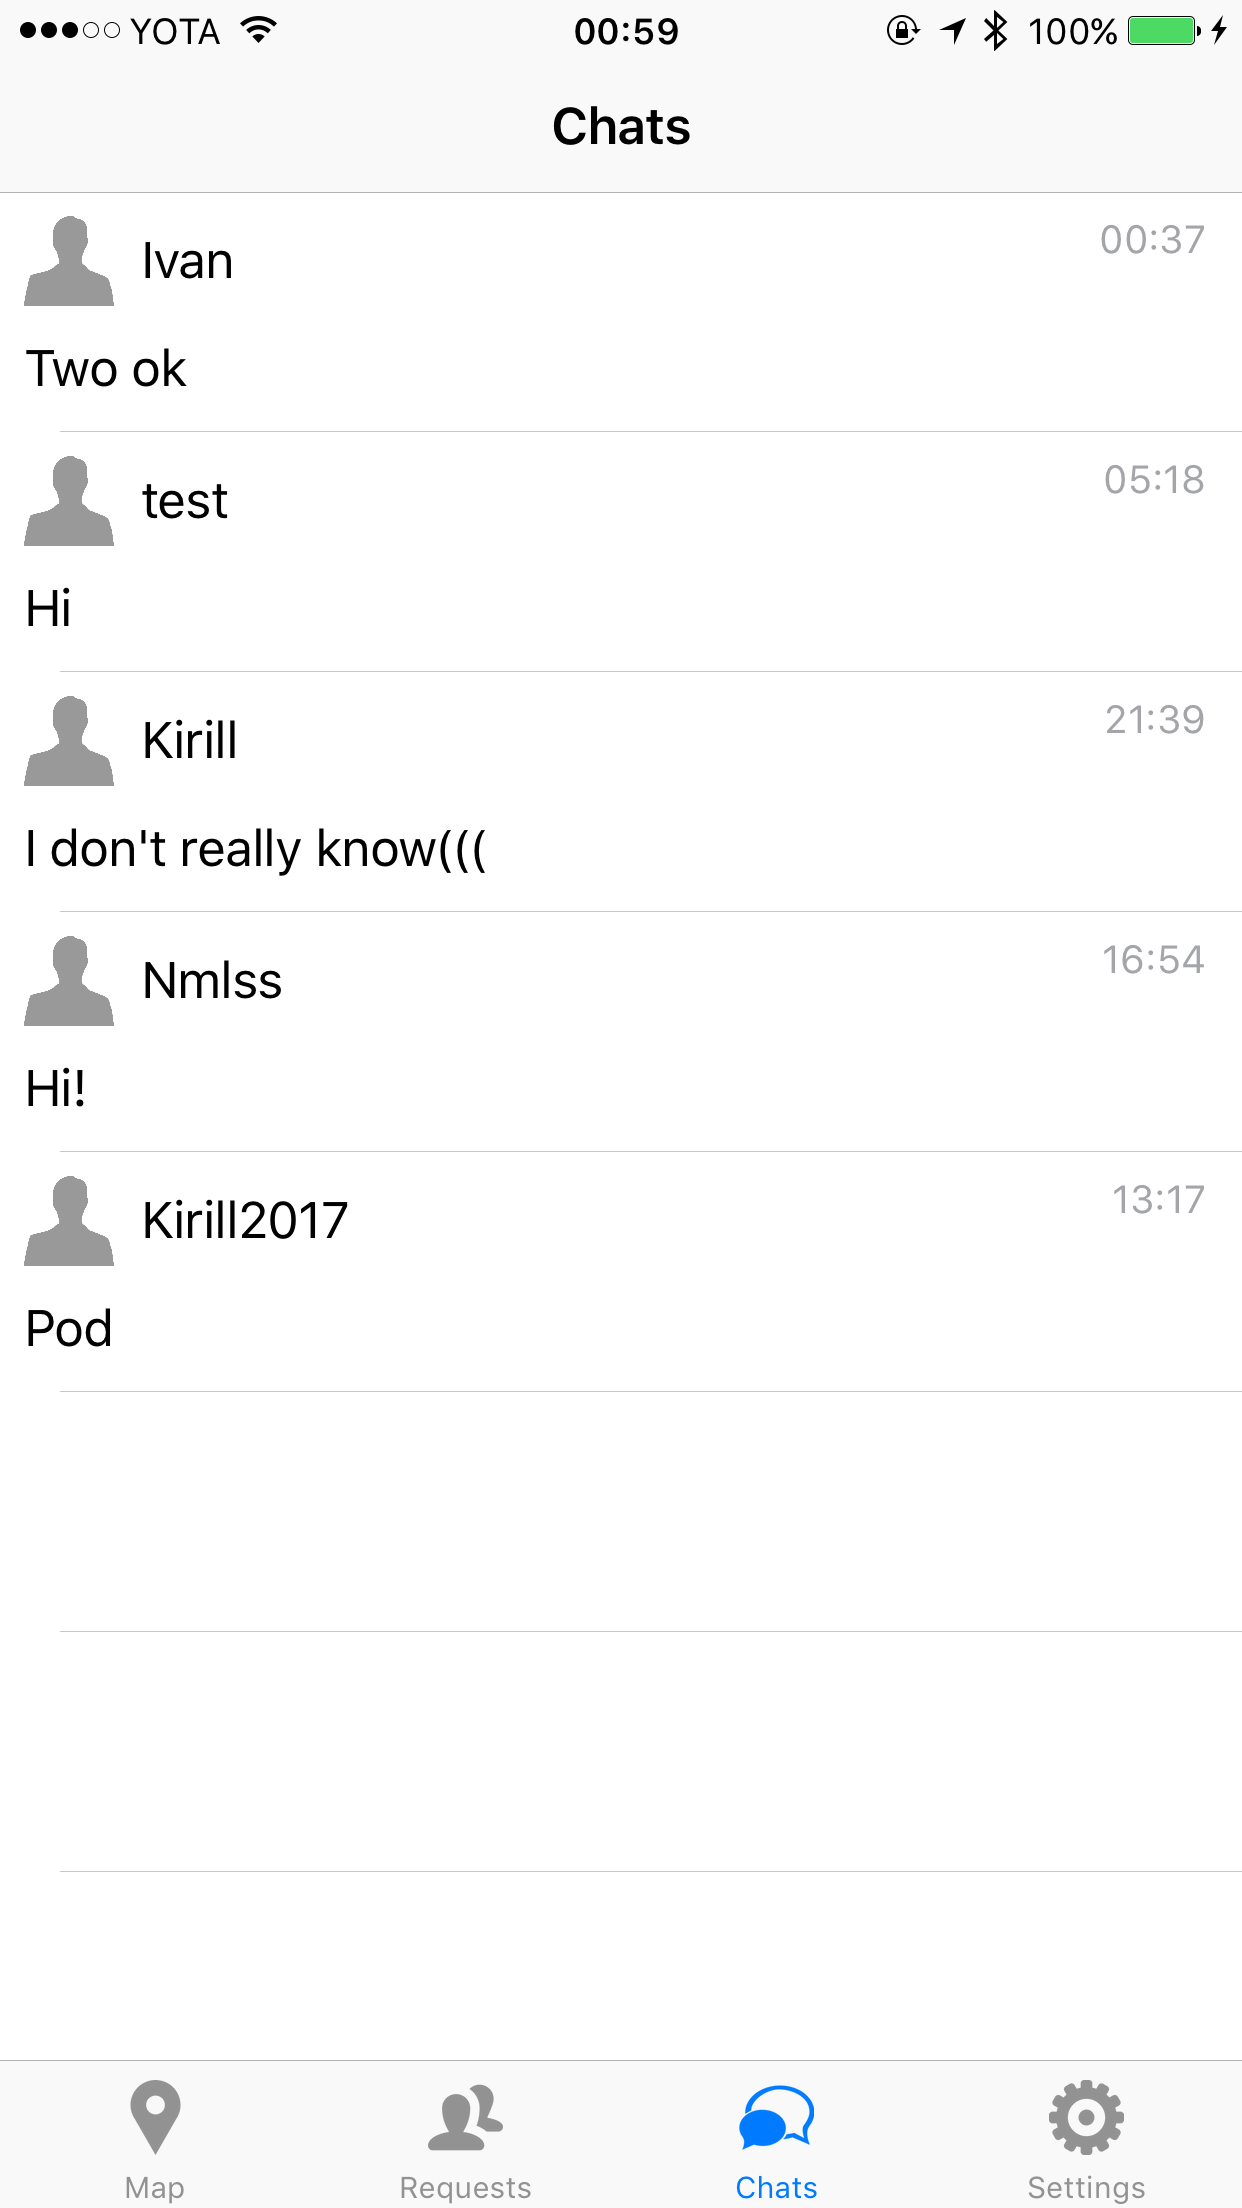 YOTA 00:59 100%
Chats
Ivan 00:37
Two ok
test 05:18
Hi
Kirill 21:39
I don't really know(((
Nmlss 16:54
Hi!
Kirill2017 13:17
Pod
Map Requests Chats Settings